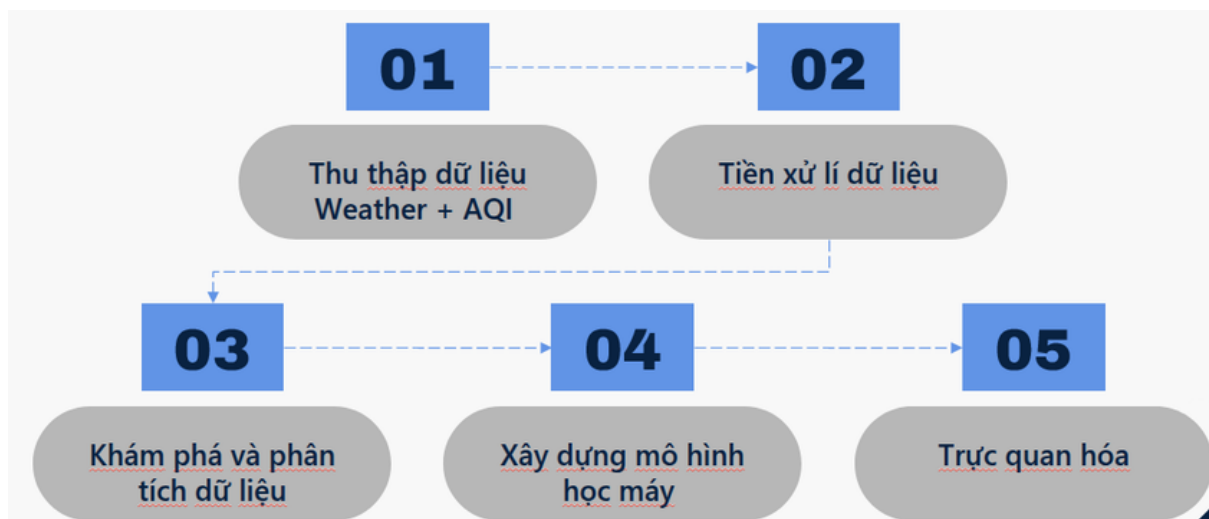 01
02
Thu thập dữ liệu
Weather + AQI
Tiền xử lí dữ liệu
03
04
05
Khám phá và phân
tích dữ liệu
Xây dựng mô hình
học máy
Trực quan hóa